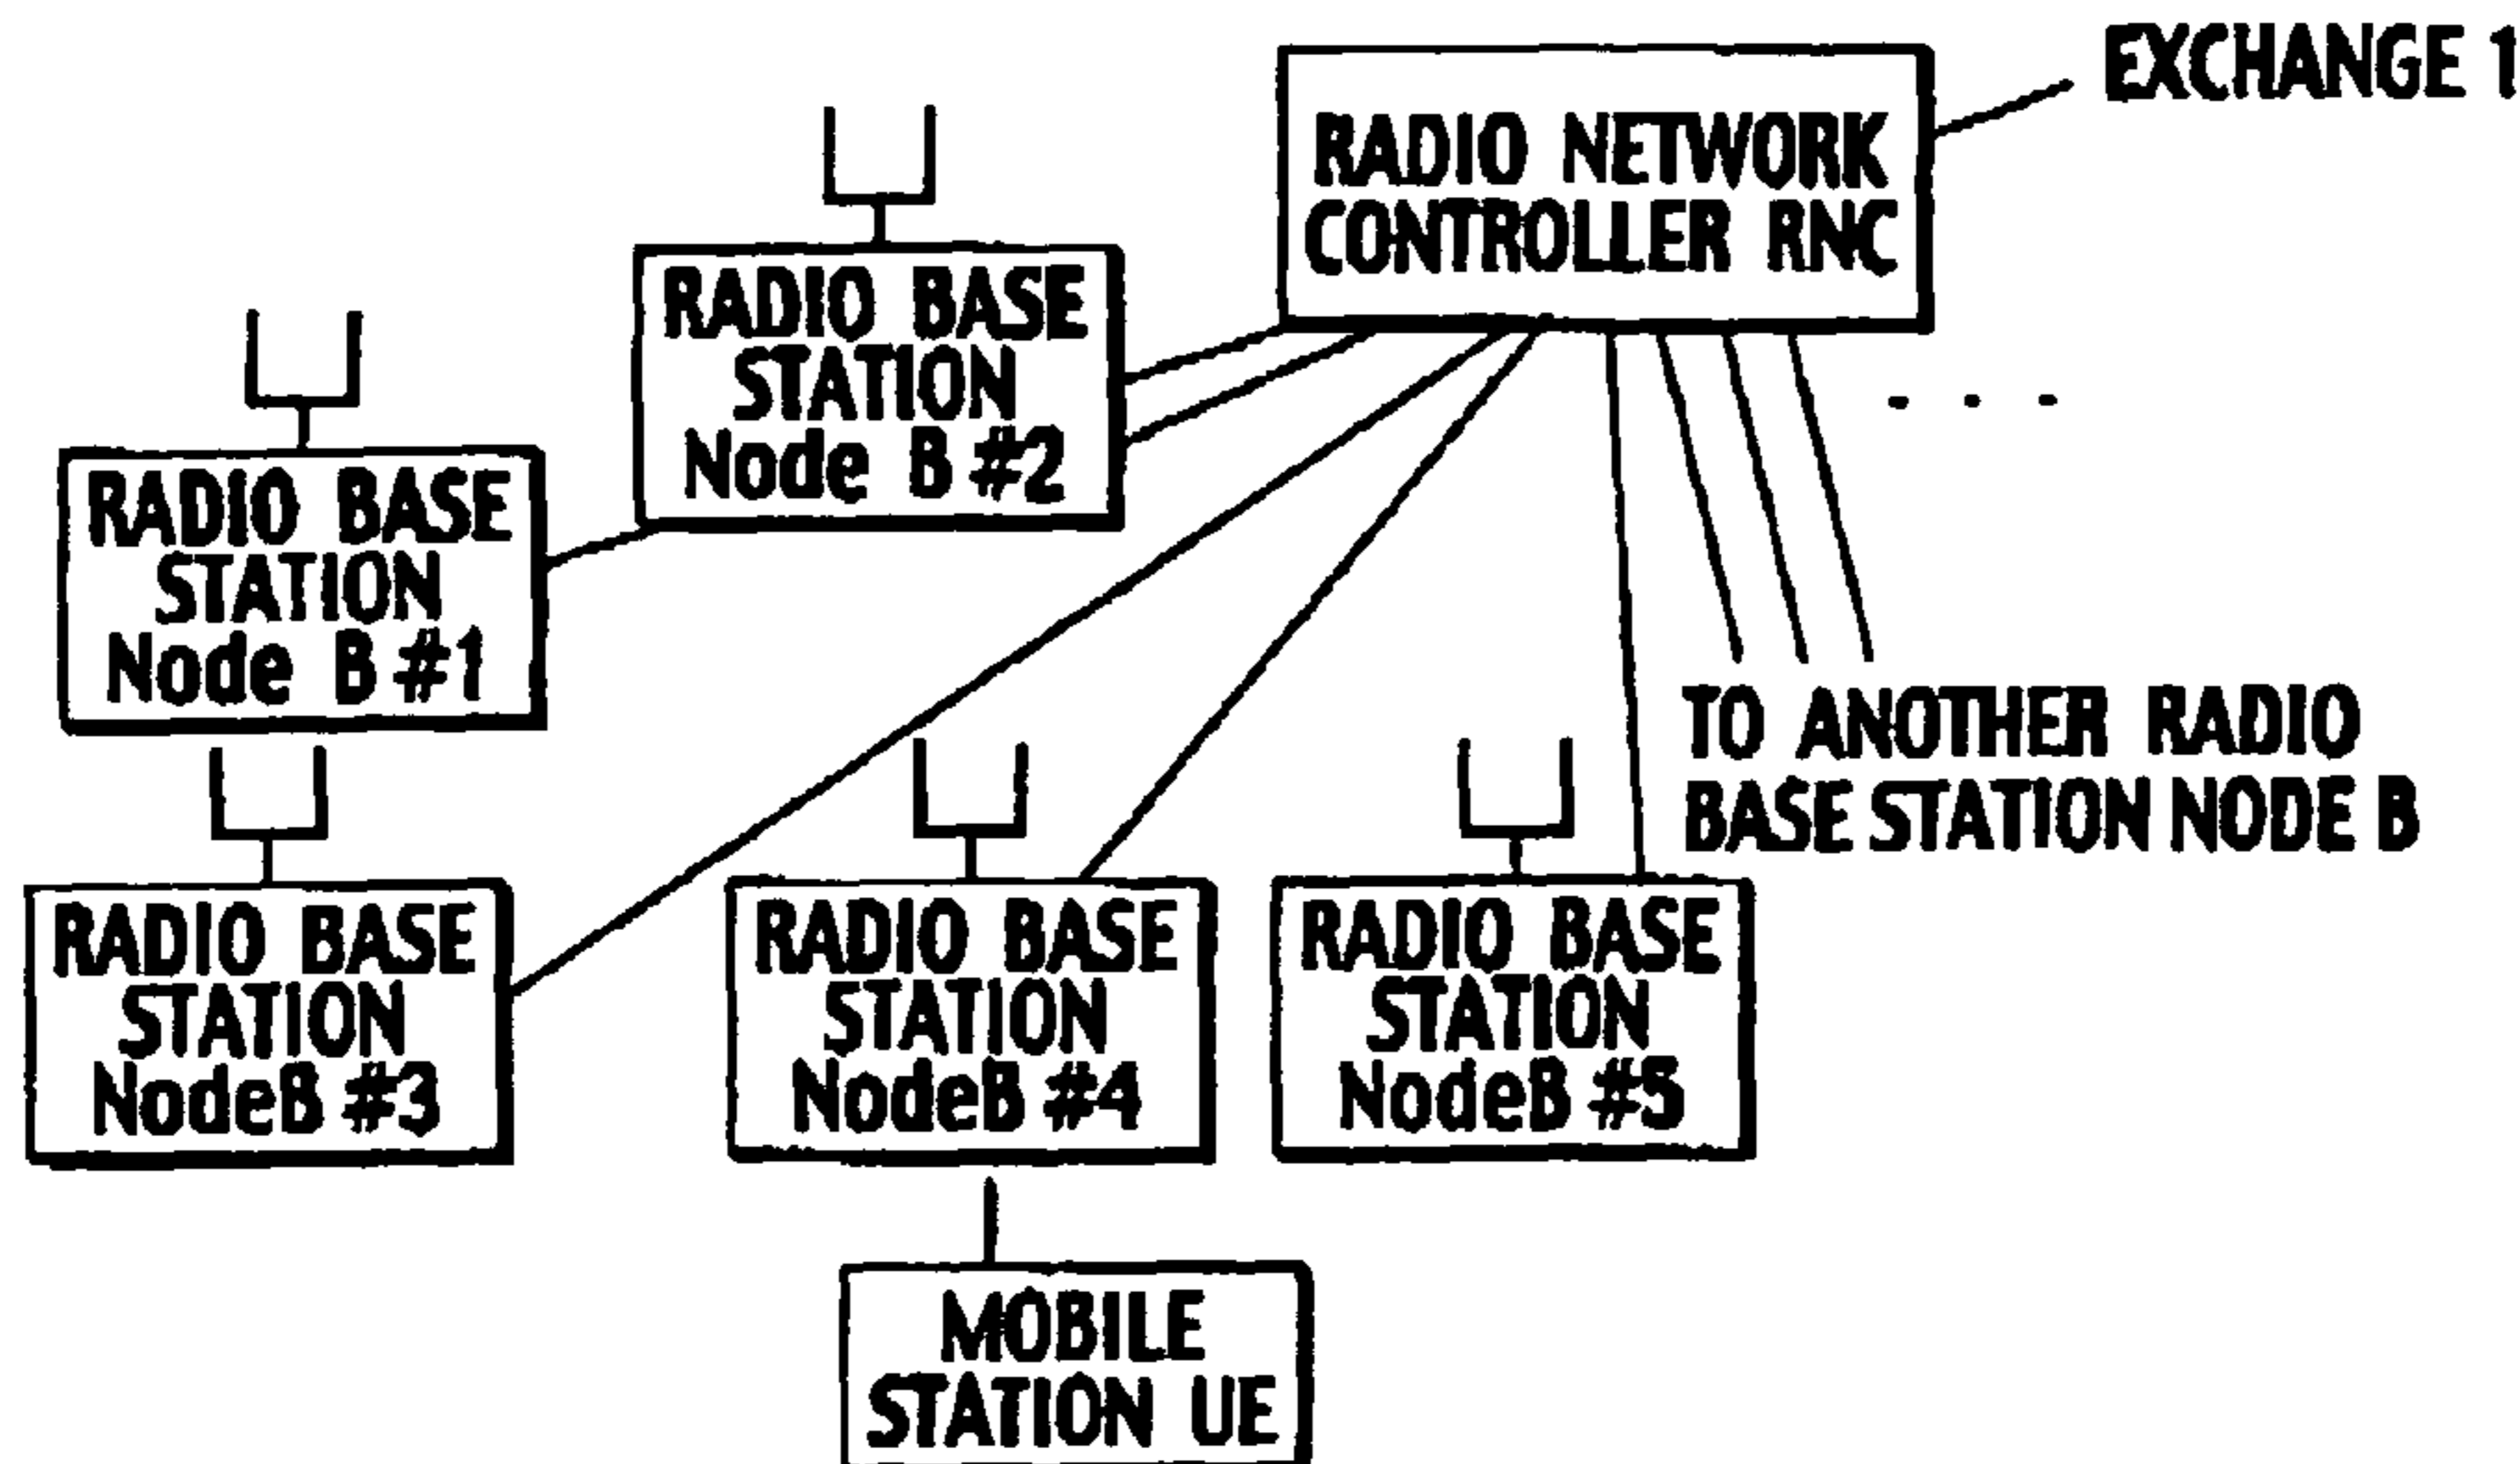 EXCHANGE 1
RADIO NETWORK
CONTROLLER RNC
RADIO BASE
STATION
Node B #2
RADIO BASE
STATION
Node B #1
TO ANOTHER RADIO
BASE STATION NODE B
RADIO BASE
STATION
NodeB #3
RADIO BASE
STATION
NodeB #4
RADIO BASE
STATION
NodeB #5
MOBILE
STATION UE